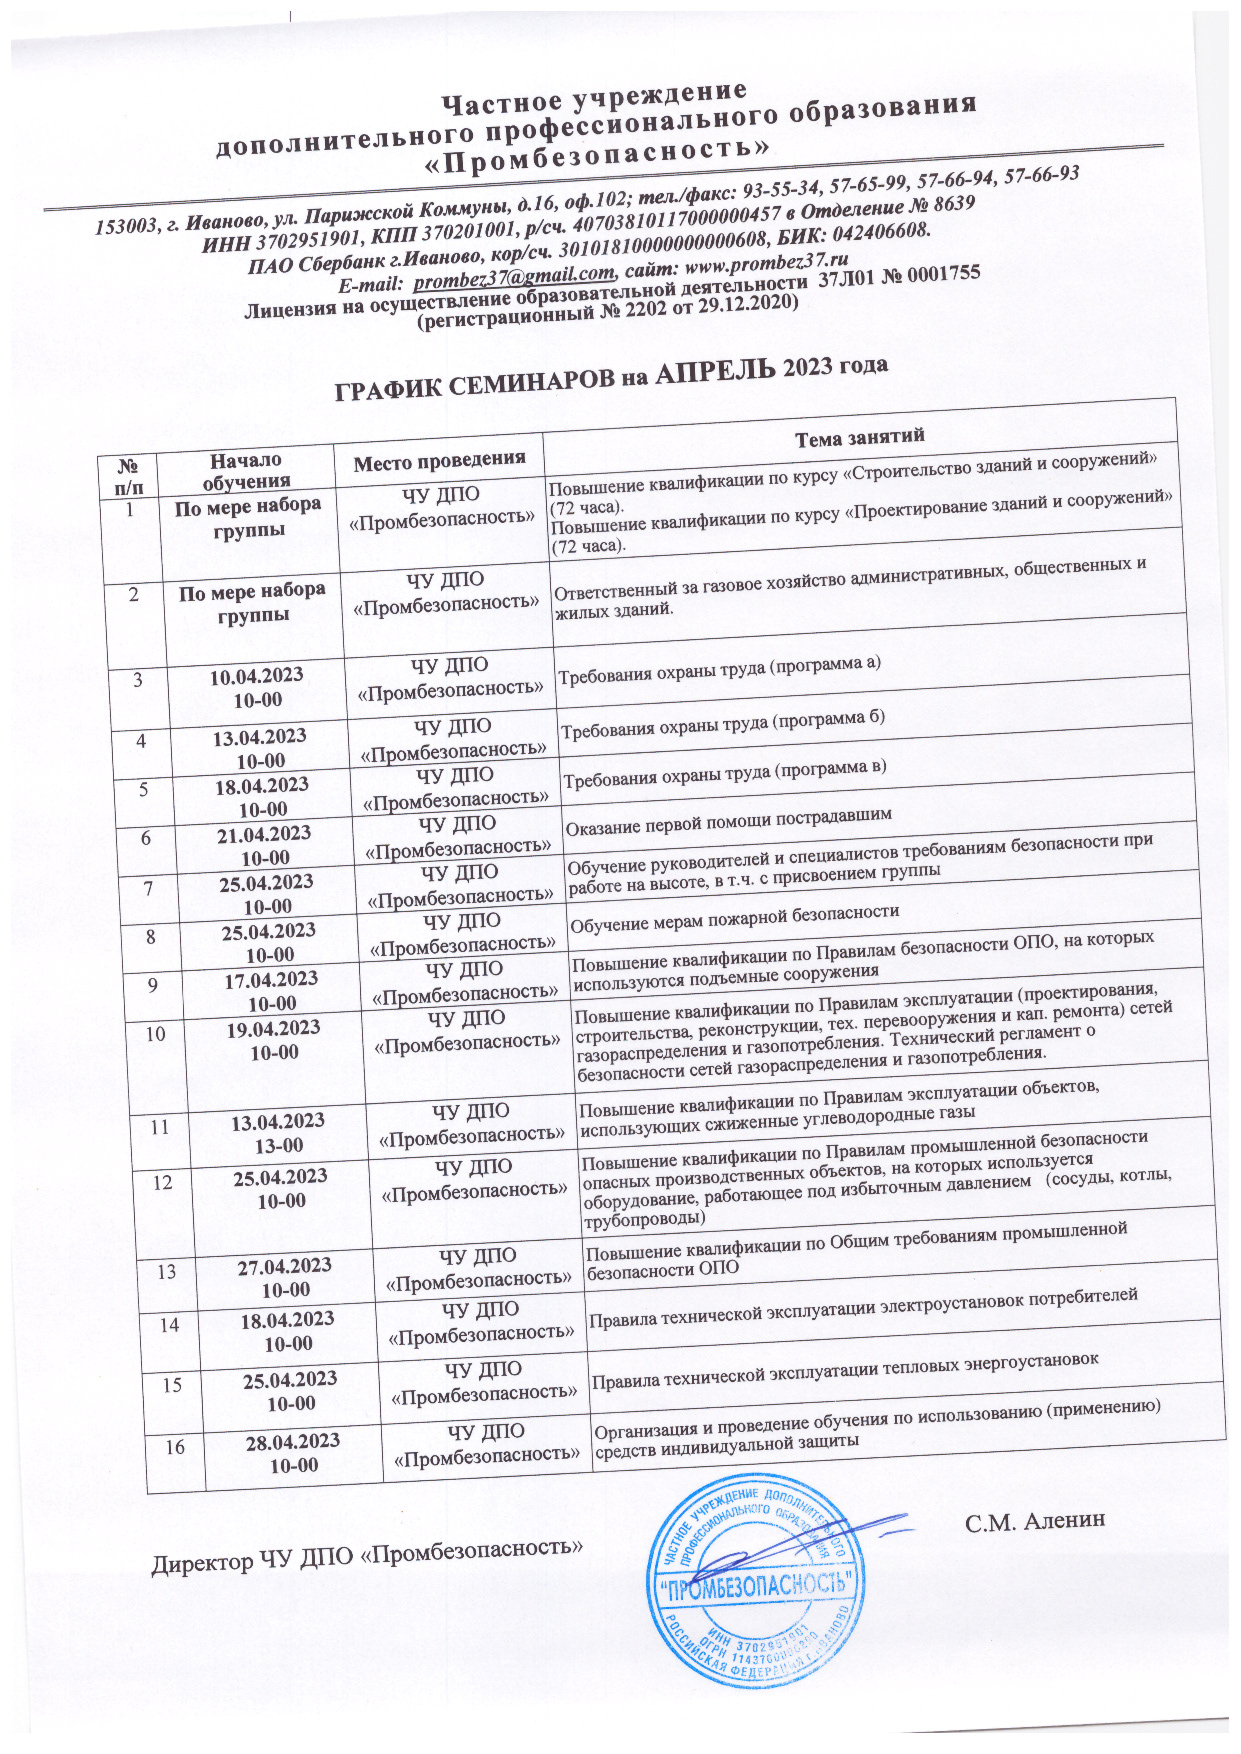 Частное учреждение
дополнительного профессионального образования
«Промбезопасность»
153003, г. Иваново, ул. Парижской Коммуны, д.16, оф.102; тел./факс: 93-55-34, 57-65-99, 57-66-94, 57-66-93
ИНН 3702951901, КПП 370201001, р/сч. 40703810117000000457 в Отделение № 8639
ПАО Сбербанк г.Иваново, кор/сч. 30101810000000000608, БИК: 042406608.
E-mail: prombez37@gmail.com, сайт: www.prombez37.ru
Лицензия на осуществление образовательной деятельности 37Л01 № 0001755
(регистрационный № 2202 от 29.12.2020)
ГРАФИК СЕМИНАРОВ на АПРЕЛЬ 2023 года
№ п/п
Начало обучения
Место проведения
Тема занятий
1
По мере набора
группы
ЧУ ДПО
«Промбезопасность»
Повышение квалификации по курсу «Строительство зданий и сооружений»
(72 часа).
Повышение квалификации по курсу «Проектирование зданий и сооружений»
(72 часа).
2
По мере набора
группы
ЧУ ДПО
«Промбезопасность»
Ответственный за газовое хозяйство административных, общественных и
жилых зданий.
3
10.04.2023
10-00
ЧУ ДПО
«Промбезопасность»
Требования охраны труда (программа а)
4
13.04.2023
10-00
ЧУ ДПО
«Промбезопасность»
Требования охраны труда (программа б)
5
18.04.2023
10-00
ЧУ ДПО
«Промбезопасность»
Требования охраны труда (программа в)
6
21.04.2023
10-00
ЧУ ДПО
«Промбезопасность»
Оказание первой помощи пострадавшим
7
25.04.2023
10-00
ЧУ ДПО
«Промбезопасность»
Обучение руководителей и специалистов требованиям безопасности при
работе на высоте, в т.ч. с присвоением группы
8
25.04.2023
10-00
ЧУ ДПО
«Промбезопасность»
Обучение мерам пожарной безопасности
9
17.04.2023
10-00
ЧУ ДПО
«Промбезопасность»
Повышение квалификации по Правилам безопасности ОПО, на которых
используются подъемные сооружения
10
19.04.2023
10-00
ЧУ ДПО
«Промбезопасность»
Повышение квалификации по Правилам эксплуатации (проектирования,
строительства, реконструкции, тех. перевооружения и кап. ремонта) сетей
газораспределения и газопотребления. Технический регламент о
безопасности сетей газораспределения и газопотребления.
11
13.04.2023
13-00
ЧУ ДПО
«Промбезопасность»
Повышение квалификации по Правилам эксплуатации объектов,
использующих сжиженные углеводородные газы
12
25.04.2023
10-00
ЧУ ДПО
«Промбезопасность»
Повышение квалификации по Правилам промышленной безопасности
опасных производственных объектов, на которых используется
оборудование, работающее под избыточным давлением (сосуды, котлы,
трубопроводы)
13
27.04.2023
10-00
ЧУ ДПО
«Промбезопасность»
Повышение квалификации по Общим требованиям промышленной
безопасности ОПО
14
18.04.2023
10-00
ЧУ ДПО
«Промбезопасность»
Правила технической эксплуатации электроустановок потребителей
15
25.04.2023
10-00
ЧУ ДПО
«Промбезопасность»
Правила технической эксплуатации тепловых энергоустановок
16
28.04.2023
10-00
ЧУ ДПО
«Промбезопасность»
Организация и проведение обучения по использованию (применению)
средств индивидуальной защиты
Директор ЧУ ДПО «Промбезопасность»
С.М. Аленин
ЧАСТНОЕ УЧРЕЖДЕНИЕ ДОПОЛНИТЕЛЬНОГО
ПРОФЕССИОНАЛЬНОГО ОБРАЗОВАНИЯ
"ПРОМБЕЗОПАСНОСТЬ"
ИНН 3702951901
ОГРН
РОССИЙСКАЯ ФЕДЕРАЦИЯ Г.ИВАНОВО